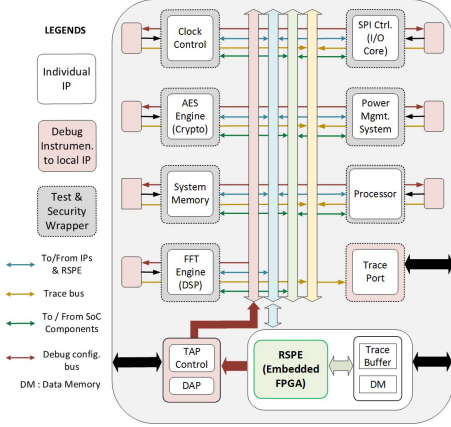 LEGENDS
Individual
IP
Debug
Instrumen.
to local IP
Test &
Security
Wrapper
To/From IPs
& RSPE
Trace bus
To / From SoC
Components
Debug config.
bus
DM : Data Memory
Clock
Control
SPI Ctrl.
(I/O
Core)
AES
Engine
(Crypto)
Power
Mgmt.
System
System
Memory
Processor
FFT
Engine
(DSP)
Trace
Port
TAP
Control
DAP
RSPE
(Embedded
FPGA)
Trace
Buffer
DM